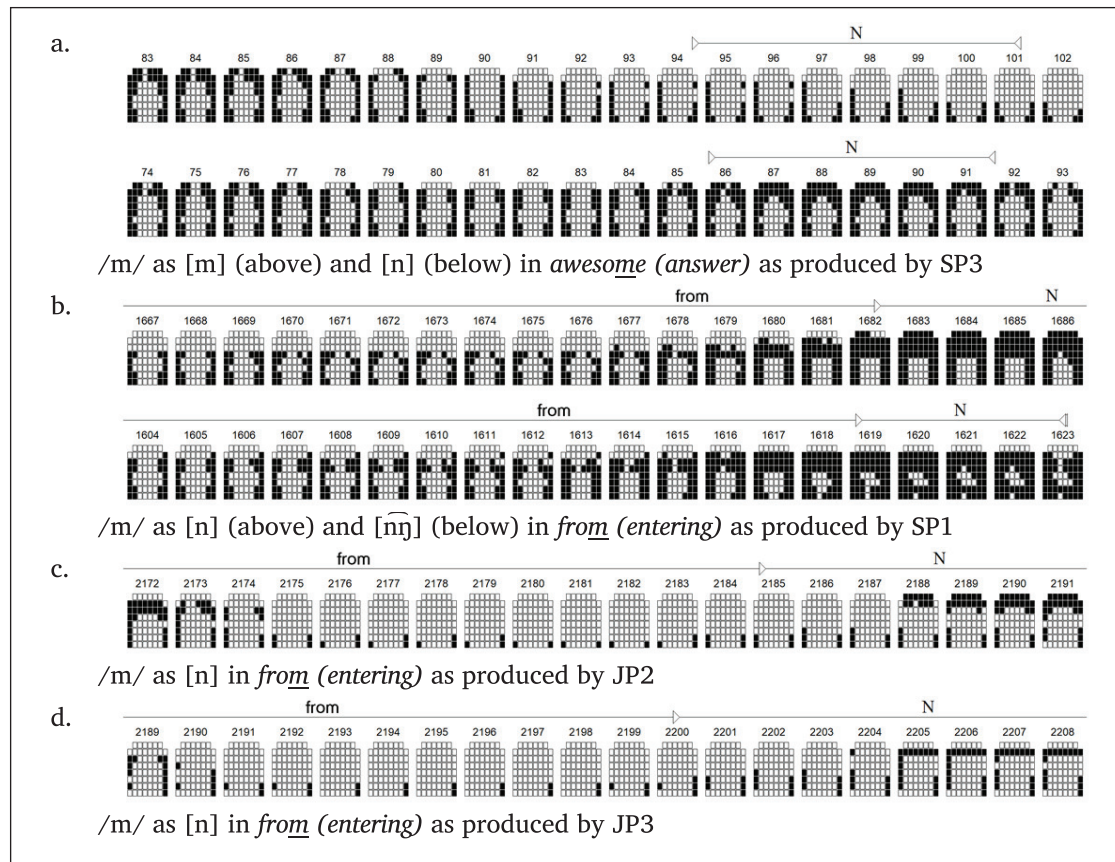 a.
N
83 84 85 86 87 88 89 90 91 92 93 94 95 96 97 98 99 100 101 102
N
74 75 76 77 78 79 80 81 82 83 84 85 86 87 88 89 90 91 92 93
/m/ as [m] (above) and [n] (below) in awesome (answer) as produced by SP3
b.
from N
1667 1668 1669 1670 1671 1672 1673 1674 1675 1676 1677 1678 1679 1680 1681 1682 1683 1684 1685 1686
from N
1604 1605 1606 1607 1608 1609 1610 1611 1612 1613 1614 1615 1616 1617 1618 1619 1620 1621 1622 1623
/m/ as [n] (above) and [n͡ŋ] (below) in from (entering) as produced by SP1
c.
from N
2172 2173 2174 2175 2176 2177 2178 2179 2180 2181 2182 2183 2184 2185 2186 2187 2188 2189 2190 2191
/m/ as [n] in from (entering) as produced by JP2
d.
from N
2189 2190 2191 2192 2193 2194 2195 2196 2197 2198 2199 2200 2201 2202 2203 2204 2205 2206 2207 2208
/m/ as [n] in from (entering) as produced by JP3